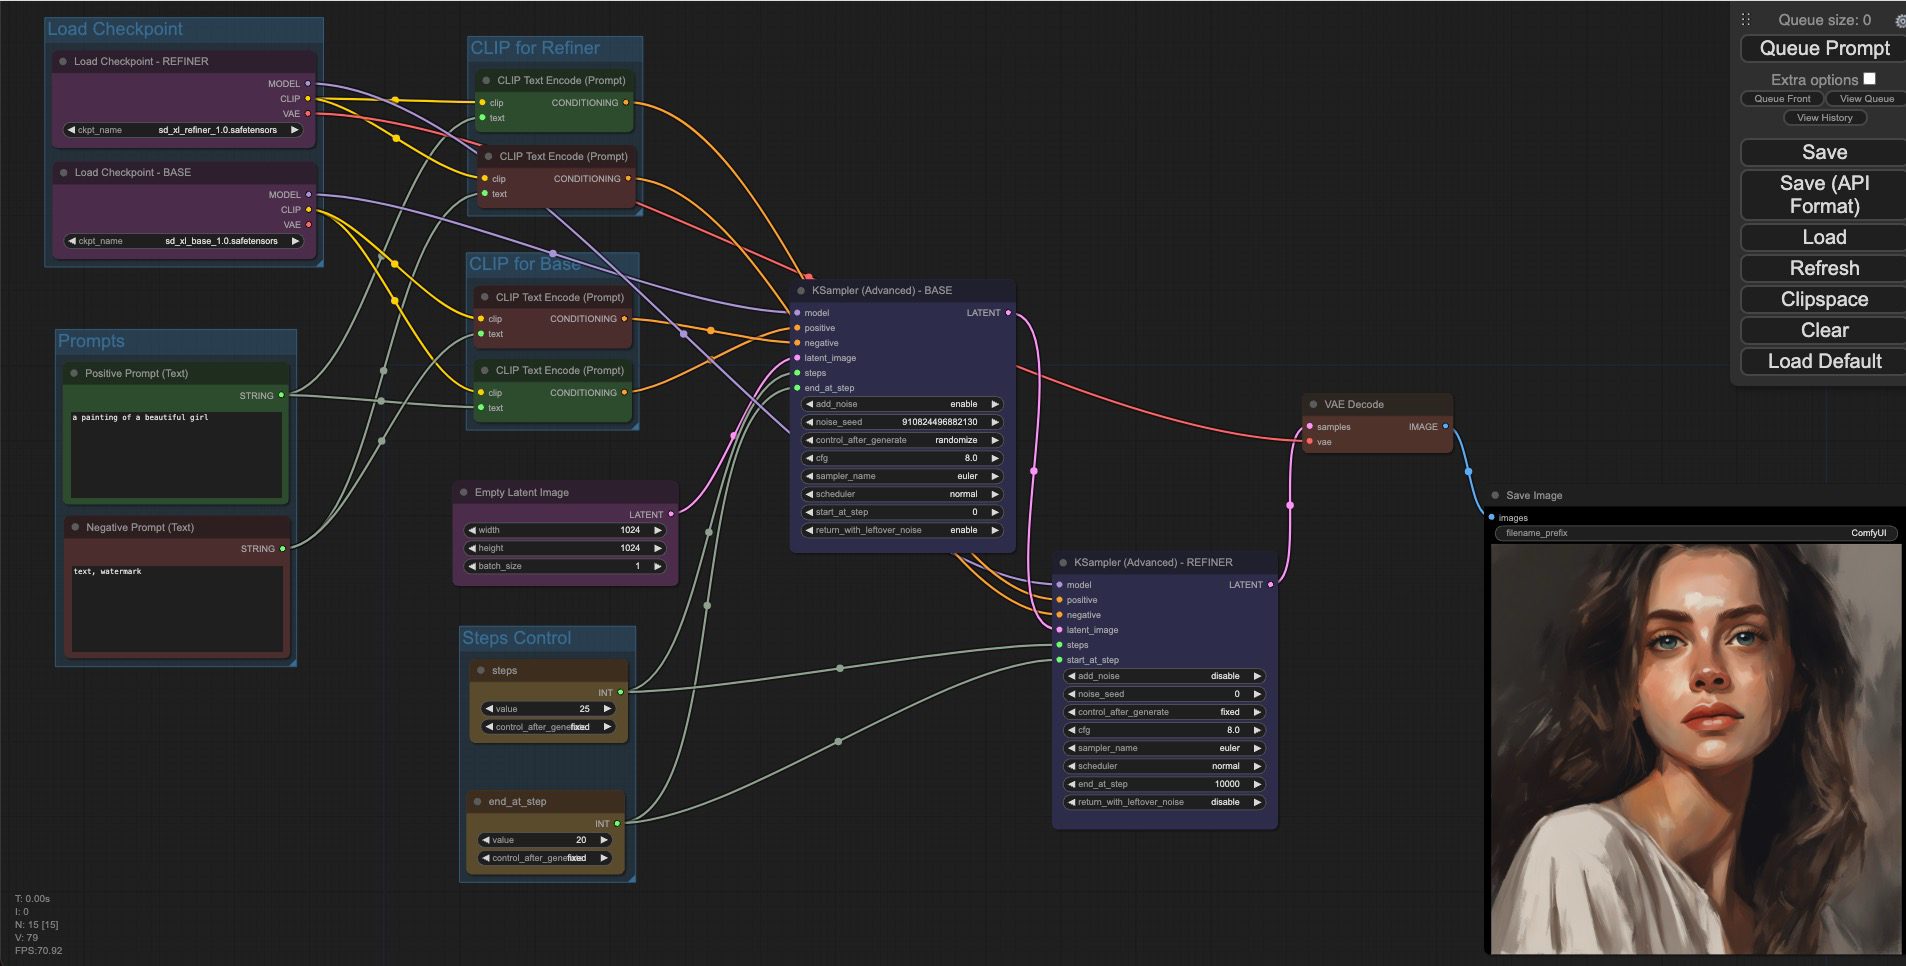 Load Checkpoint
Load Checkpoint - REFINER
MODEL
CLIP
VAE
ckpt_name sd_xl_refiner_1.0.safetensors
Load Checkpoint - BASE
MODEL
CLIP
VAE
ckpt_name sd_xl_base_1.0.safetensors
Prompts
Positive Prompt (Text)
STRING
a painting of a beautiful girl
Negative Prompt (Text)
STRING
text, watermark
CLIP for Refiner
CLIP Text Encode (Prompt)
clip CONDITIONING
text
CLIP Text Encode (Prompt)
clip CONDITIONING
text
CLIP for Base
CLIP Text Encode (Prompt)
clip CONDITIONING
text
CLIP Text Encode (Prompt)
clip CONDITIONING
text
Empty Latent Image
LATENT
width 1024
height 1024
batch_size 1
Steps Control
steps
INT
value 25
control_after_gene fixed
end_at_step
INT
value 20
control_after_gene fixed
KSampler (Advanced) - BASE
model LATENT
positive
negative
latent_image
steps
end_at_step
add_noise enable
noise_seed 910824496882130
control_after_generate randomize
cfg 8.0
sampler_name euler
scheduler normal
start_at_step 0
return_with_leftover_noise enable
KSampler (Advanced) - REFINER
model LATENT
positive
negative
latent_image
steps
start_at_step
add_noise disable
noise_seed 0
control_after_generate fixed
cfg 8.0
sampler_name euler
scheduler normal
end_at_step 10000
return_with_leftover_noise disable
VAE Decode
samples IMAGE
vae
Save Image
images
filename_prefix ComfyUI
Queue size: 0
Queue Prompt
Extra options
Queue Front View Queue
View History
Save
Save (API
Format)
Load
Refresh
Clipspace
Clear
Load Default
T: 0.00s
I: 0
N: 15 [15]
V: 79
FPS:70.92